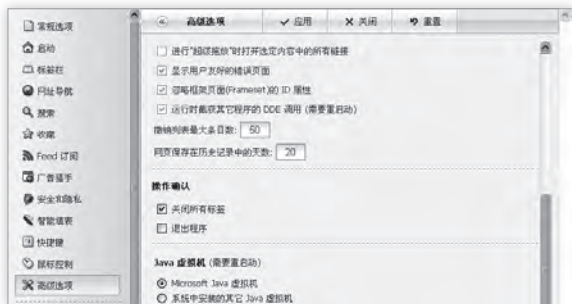 常规选项
启动
标签栏
网址导航
搜索
收藏
Feed 订阅
广告猎手
安全和隐私
智能填表
快捷键
鼠标控制
高级选项
高级选项
应用
关闭
重置
进行"超级拖放"时打开选定内容中的所有链接
显示用户友好的错误页面
忽略框架页面(Frameset)的 ID 属性
运行时截获其它程序的 DDE 调用 (需要重启动)
撤销列表最大条目数: 50
网页保存在历史记录中的天数: 20
操作确认
关闭所有标签
退出程序
Java 虚拟机 (需要重启动)
Microsoft Java 虚拟机
系统中安装的其它 Java 虚拟机